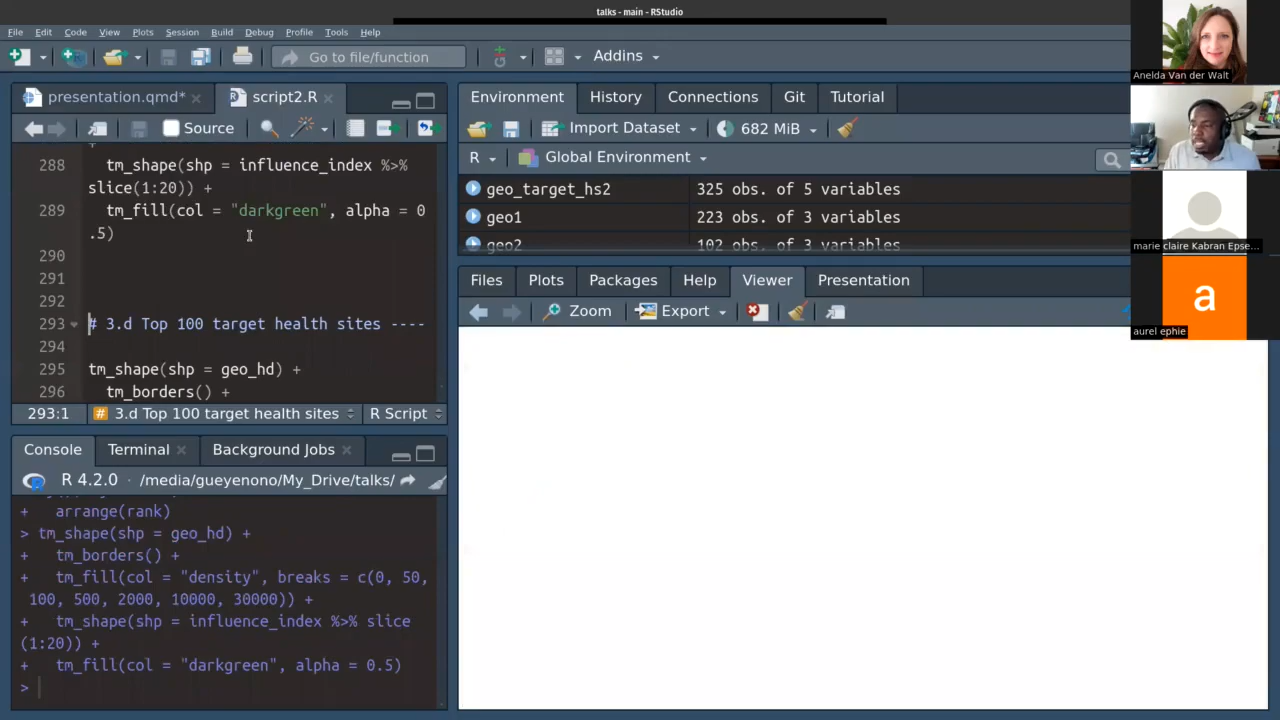 talks - main - RStudio
File Edit Code View Plots Session Build Debug Profile Tools Help
Go to file/function Addins
presentation.qmd* script2.R
Source
288 tm_shape(shp = influence_index %>%
slice(1:20)) +
289 tm_fill(col = "darkgreen", alpha = 0
.5)
290
291
292
293 # 3.d Top 100 target health sites ----
294
295 tm_shape(shp = geo_hd) +
296 tm_borders() +
293:1 # 3.d Top 100 target health sites R Script
Console Terminal Background Jobs
R 4.2.0 · /media/gueyenono/My_Drive/talks/
+ arrange(rank)
> tm_shape(shp = geo_hd) +
+ tm_borders() +
+ tm_fill(col = "density", breaks = c(0, 50,
100, 500, 2000, 10000, 30000)) +
+ tm_shape(shp = influence_index %>% slice
(1:20)) +
+ tm_fill(col = "darkgreen", alpha = 0.5)
>
Environment History Connections Git Tutorial
Import Dataset 682 MiB
R Global Environment
geo_target_hs2 325 obs. of 5 variables
geo1 223 obs. of 3 variables
geo2 102 obs. of 3 variables
Files Plots Packages Help Viewer Presentation
Zoom Export
Anelda Van der Walt
marie claire Kabran Epse...
a
aurel ephie